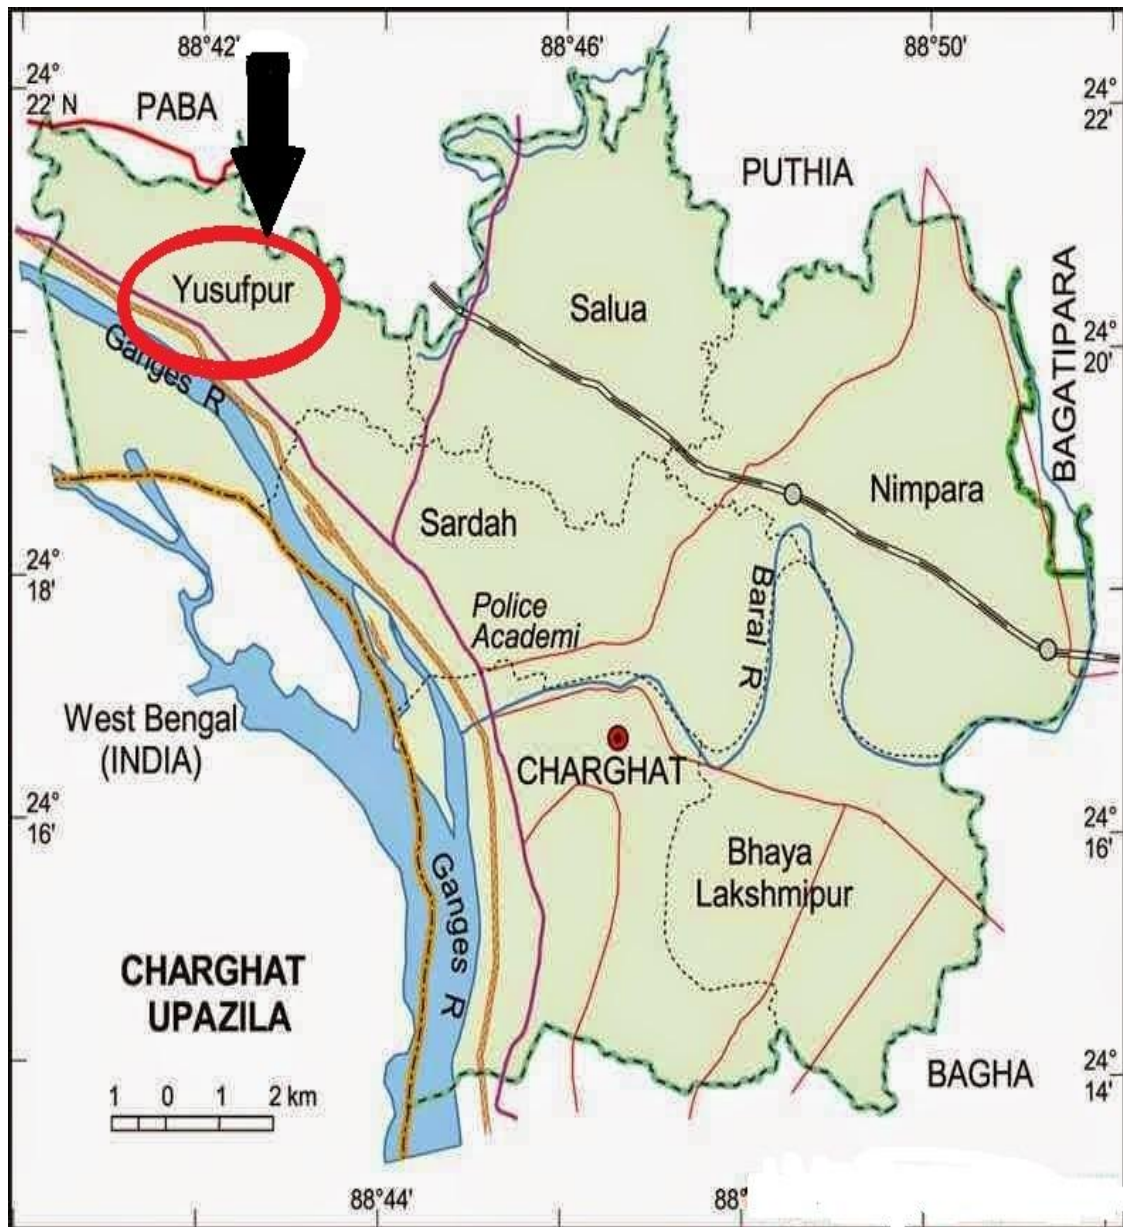 88°42'
88°46'
88°50'
24°
22' N
PABA
24°
22'
PUTHIA
Yusufpur
Salua
BAGATIPARA
24°
20'
Ganges R
Nimpara
Sardah
24°
18'
Police
Academi
Baral R
West Bengal
(INDIA)
CHARGHAT
24°
16'
24°
16'
Bhaya
Lakshmipur
Ganges R
CHARGHAT
UPAZILA
BAGHA
24°
14'
1 0 1 2 km
88°44'